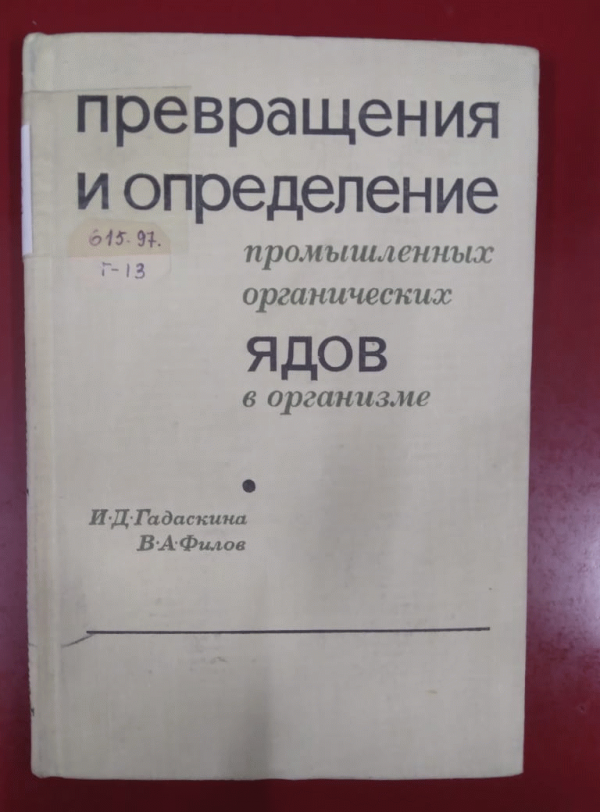 превращения
и определение
615.97.
Г-13
промышленных
органических
ядов
в организме
И·Д·Гадаскина
В·А·Филов